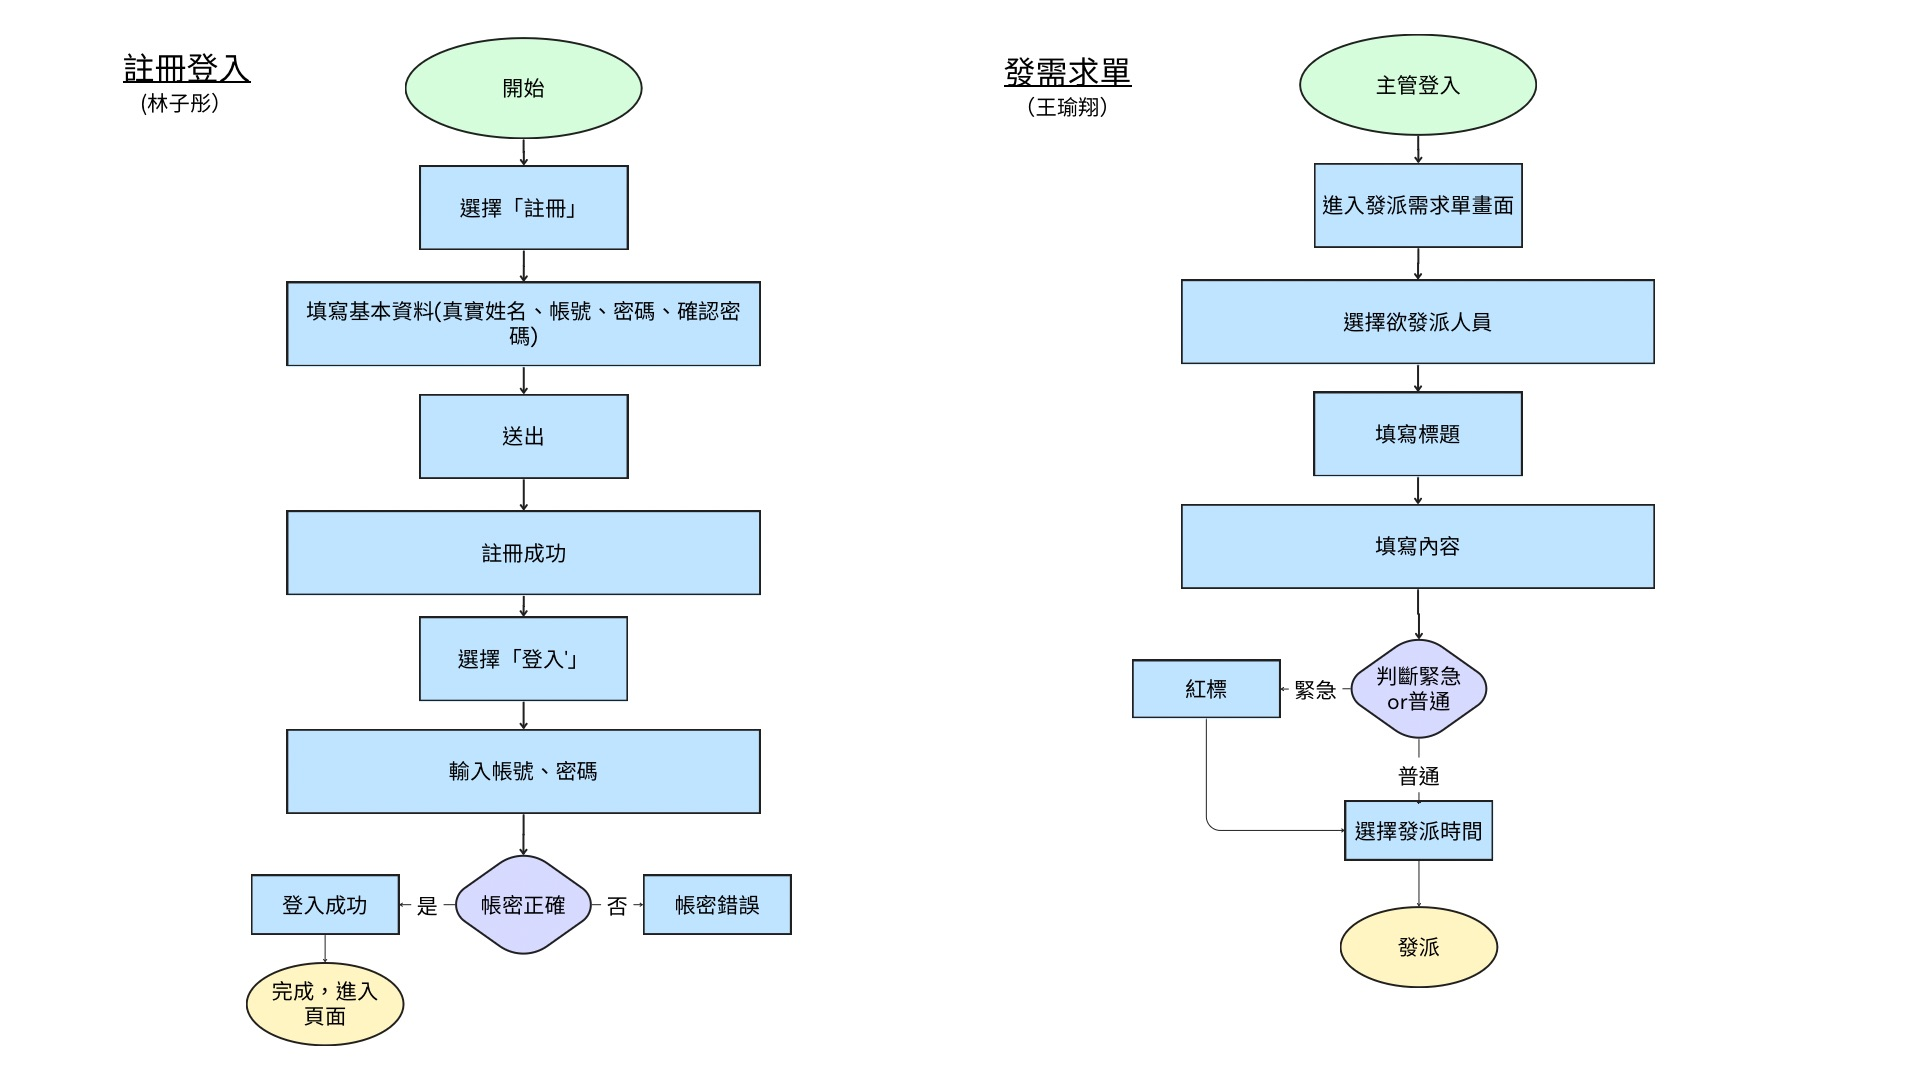 註冊登入
(林子彤)
開始
選擇「註冊」
填寫基本資料(真實姓名、帳號、密碼、確認密
碼)
送出
註冊成功
選擇「登入'」
輸入帳號、密碼
帳密正確
是
登入成功
否
帳密錯誤
完成，進入
頁面
發需求單
（王瑜翔）
主管登入
進入發派需求單畫面
選擇欲發派人員
填寫標題
填寫內容
判斷緊急
or普通
緊急
紅標
普通
選擇發派時間
發派